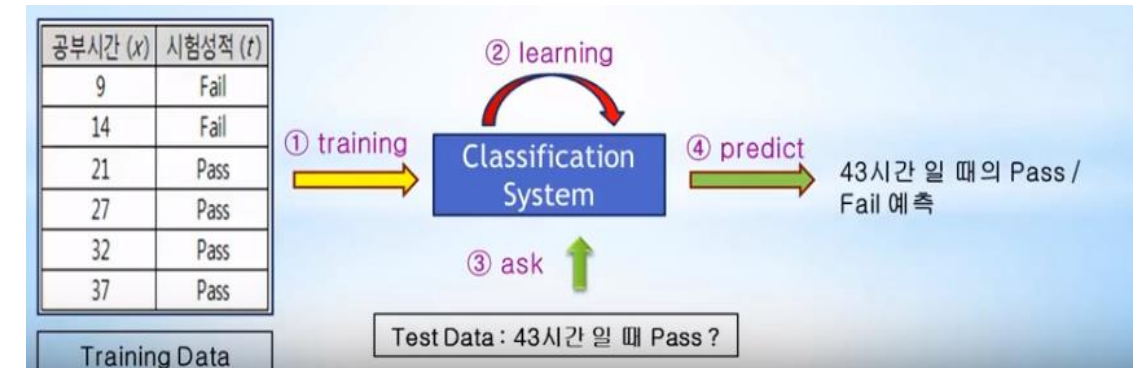 공부시간 (x) 시험성적 (t)
9 Fail
14 Fail
21 Pass
27 Pass
32 Pass
37 Pass
Training Data
① training
② learning
Classification
System
③ ask
Test Data : 43시간 일 때 Pass ?
④ predict
43시간 일 때의 Pass /
Fail 예측